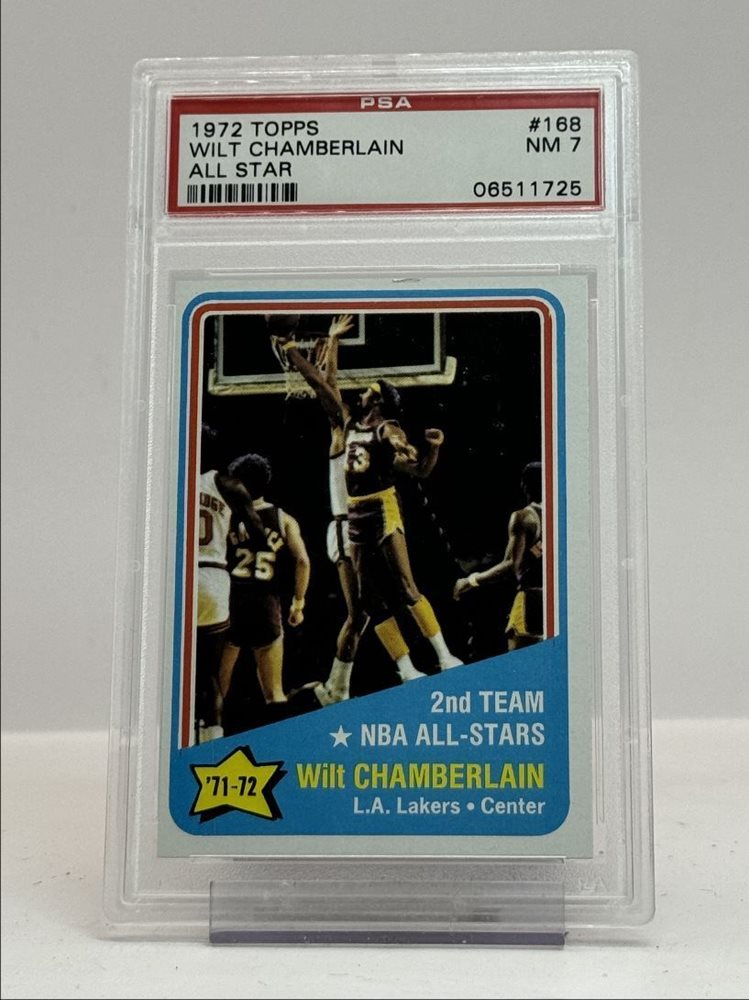 PSA
1972 TOPPS #168
WILT CHAMBERLAIN NM 7
ALL STAR
06511725
13
25
2nd TEAM
★ NBA ALL-STARS
'71-72
Wilt CHAMBERLAIN
L.A. Lakers • Center